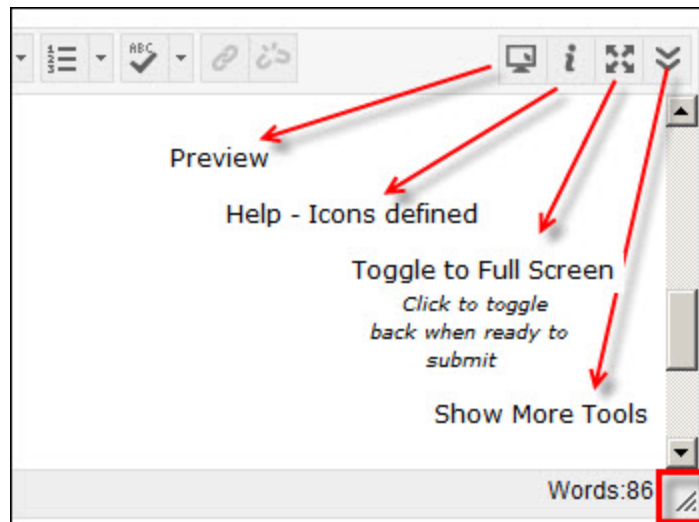 ABC
Preview
Help - Icons defined
Toggle to Full Screen
Click to toggle
back when ready to
submit
Show More Tools
Words:86